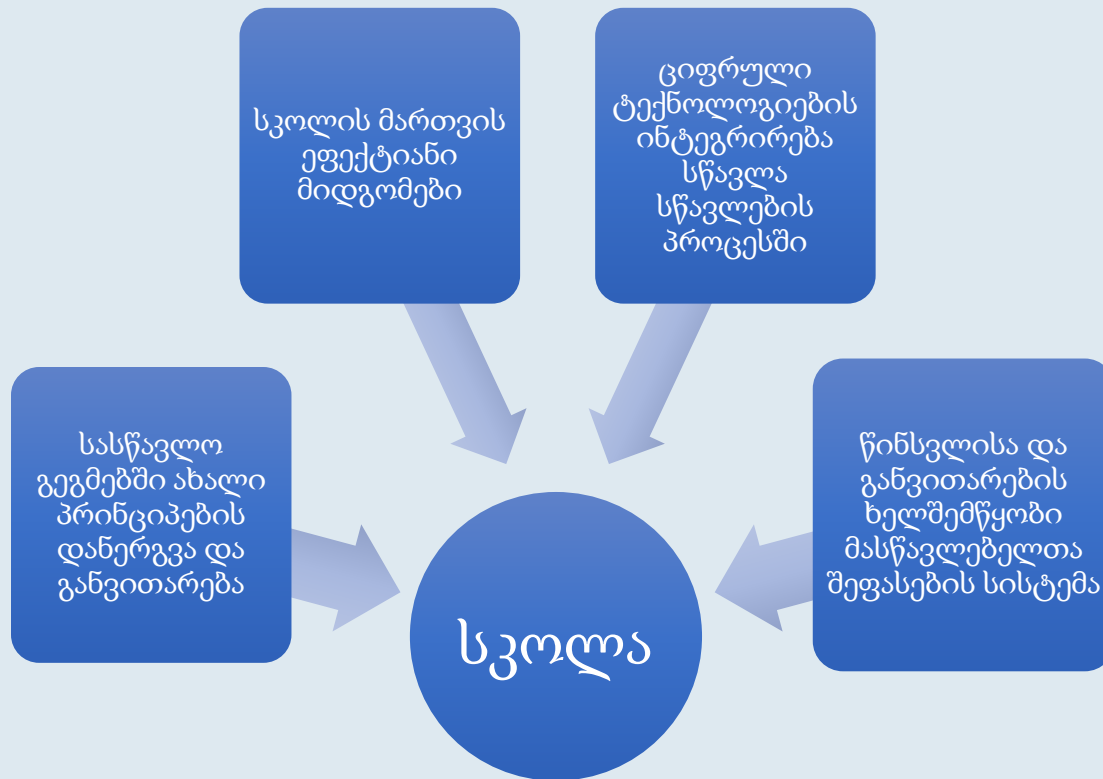 სკოლის მართვის
ეფექტიანი
მიდგომები
ციფრული
ტექნოლოგიების
ინტეგრირება
სწავლა
სწავლების
პროცესში
სასწავლო
გეგმებში ახალი
პრინციპების
დანერგვა და
განვითარება
წინსვლისა და
განვითარების
ხელშემწყობი
მასწავლებელთა
შეფასების სისტემა
სკოლა